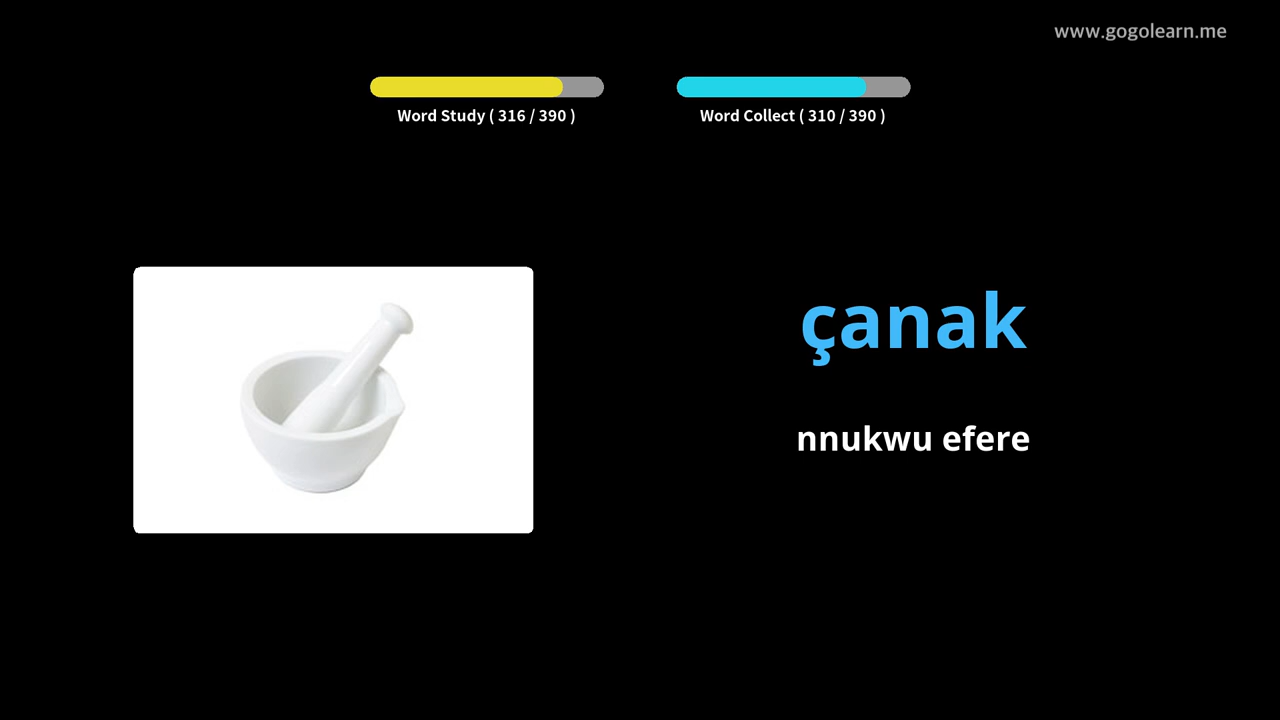 www.gogolearn.me
Word Study ( 316 / 390 )
Word Collect ( 310 / 390 )
çanak
nnukwu efere